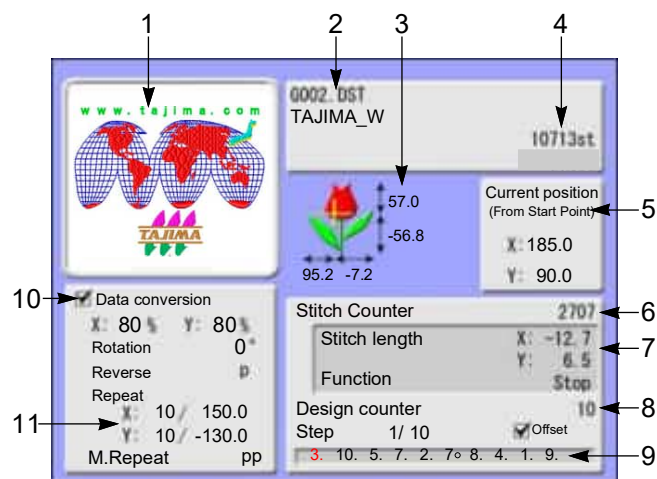 1 2 3 4
www.tajima.com
TAJIMA
Q002.DST
TAJIMA_W
10713st
57.0
-56.8
95.2 -7.2
Current position
(From Start Point)
X: 185.0
Y: 90.0
5
10
Data conversion
X: 80% Y: 80%
Rotation 0°
Reverse p
Repeat
11
X: 10/ 150.0
Y: 10/ -130.0
M.Repeat pp
Stitch Counter 2707
6
Stitch length X: -12.7
Y: 6.5
7
Function Stop
Design counter 10
8
Step 1/ 10 Offset
3. 10. 5. 7. 2. 7○ 8. 4. 1. 9.
9